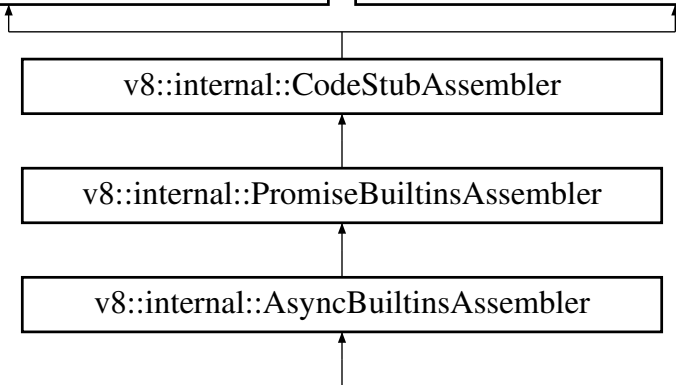 v8::internal::CodeStubAssembler
v8::internal::PromiseBuiltinsAssembler
v8::internal::AsyncBuiltinsAssembler